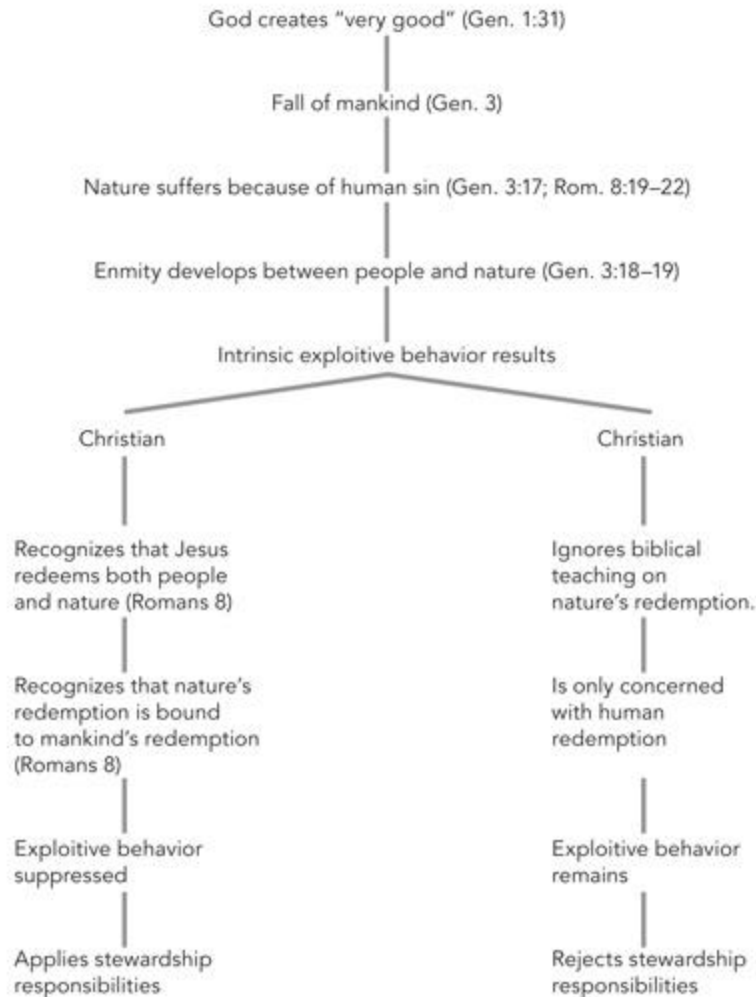 God creates “very good” (Gen. 1:31)
Fall of mankind (Gen. 3)
Nature suffers because of human sin (Gen. 3:17; Rom. 8:19–22)
Enmity develops between people and nature (Gen. 3:18–19)
Intrinsic exploitive behavior results
Christian
Recognizes that Jesus
redeems both people
and nature (Romans 8)
Recognizes that nature’s
redemption is bound
to mankind’s redemption
(Romans 8)
Exploitive behavior
suppressed
Applies stewardship
responsibilities
Christian
Ignores biblical
teaching on
nature’s redemption.
Is only concerned
with human
redemption
Exploitive behavior
remains
Rejects stewardship
responsibilities